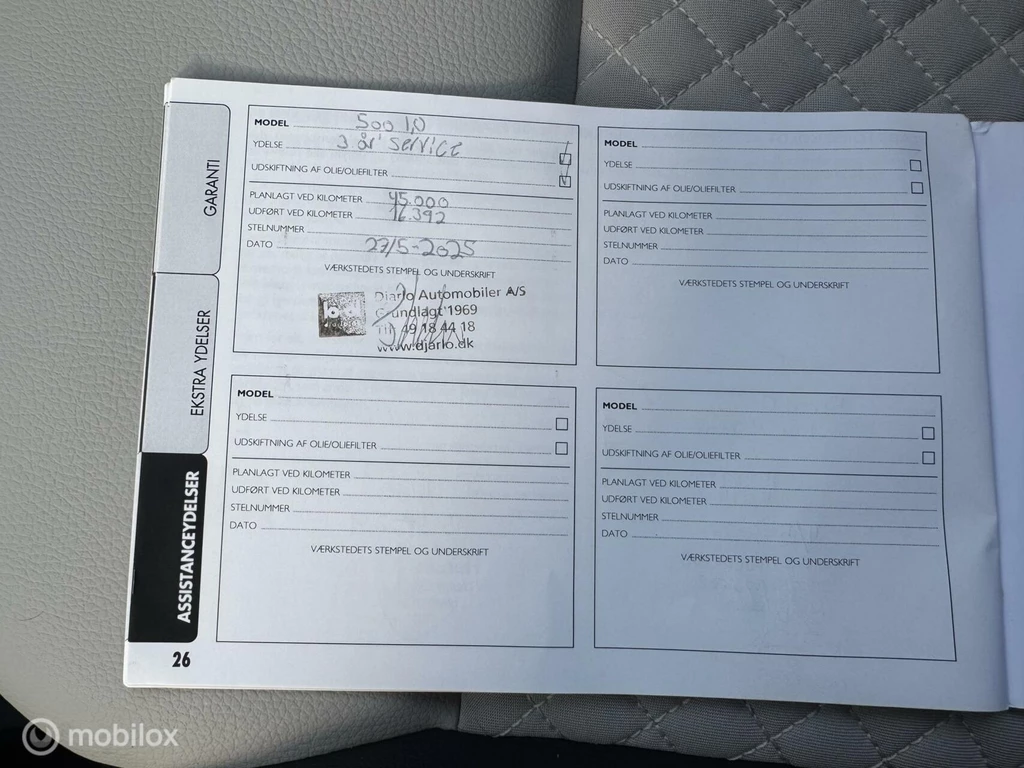 GARANTI
EKSTRA YDELSER
ASSISTANCEYDELSER
26
MODEL 500 1,0
YDELSE 3 år service
UDSKIFTNING AF OLIE/OLIEFILTER
PLANLAGT VED KILOMETER 45.000
UDFØRT VED KILOMETER 16.392
STELNUMMER
DATO 27/5-2025
VÆRKSTEDETS STEMPEL OG UNDERSKRIFT
Djarlo Automobiler A/S
Grundlagt 1969
Tlf 49 18 44 18
www.djarlo.dk
MODEL
YDELSE
UDSKIFTNING AF OLIE/OLIEFILTER
PLANLAGT VED KILOMETER
UDFØRT VED KILOMETER
STELNUMMER
DATO
VÆRKSTEDETS STEMPEL OG UNDERSKRIFT
MODEL
YDELSE
UDSKIFTNING AF OLIE/OLIEFILTER
PLANLAGT VED KILOMETER
UDFØRT VED KILOMETER
STELNUMMER
DATO
VÆRKSTEDETS STEMPEL OG UNDERSKRIFT
MODEL
YDELSE
UDSKIFTNING AF OLIE/OLIEFILTER
PLANLAGT VED KILOMETER
UDFØRT VED KILOMETER
STELNUMMER
DATO
VÆRKSTEDETS STEMPEL OG UNDERSKRIFT
mobilox